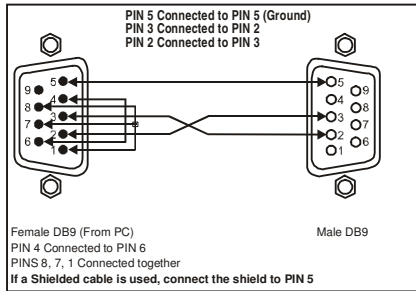 PIN 5 Connected to PIN 5 (Ground)
PIN 3 Connected to PIN 2
PIN 2 Connected to PIN 3
5
9
4
8
3
7
2
6
1
5
9
4
8
3
7
2
6
1
Female DB9 (From PC)
Male DB9
PIN 4 Connected to PIN 6
PINS 8, 7, 1 Connected together
If a Shielded cable is used, connect the shield to PIN 5